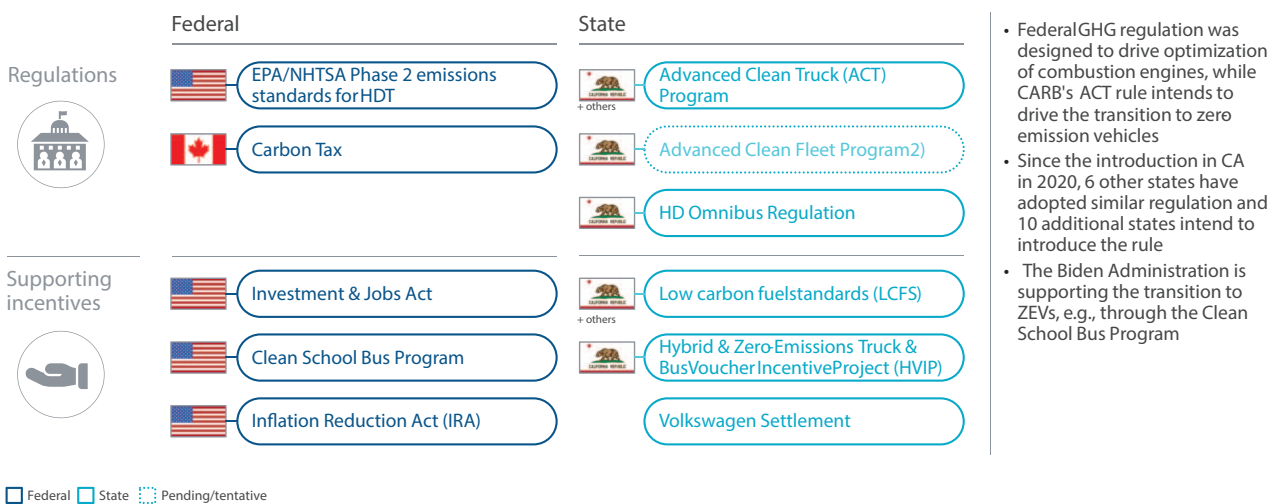 Federal
State
Regulations
EPA/NHTSA Phase 2 emissions
standards forHDT
Carbon Tax
+ others
Advanced Clean Truck (ACT)
Program
Advanced Clean Fleet Program2)
HD Omnibus Regulation
Supporting
incentives
Investment & Jobs Act
Clean School Bus Program
Inflation Reduction Act (IRA)
+ others
Low carbon fuelstandards (LCFS)
Hybrid & Zero-Emissions Truck &
BusVoucherIncentiveProject (HVIP)
Volkswagen Settlement
• FederalGHG regulation was
designed to drive optimization
of combustion engines, while
CARB's ACT rule intends to
drive the transition to zero
emission vehicles
• Since the introduction in CA
in 2020, 6 other states have
adopted similar regulation and
10 additional states intend to
introduce the rule
• The Biden Administration is
supporting the transition to
ZEVs, e.g., through the Clean
School Bus Program
Federal State Pending/tentative